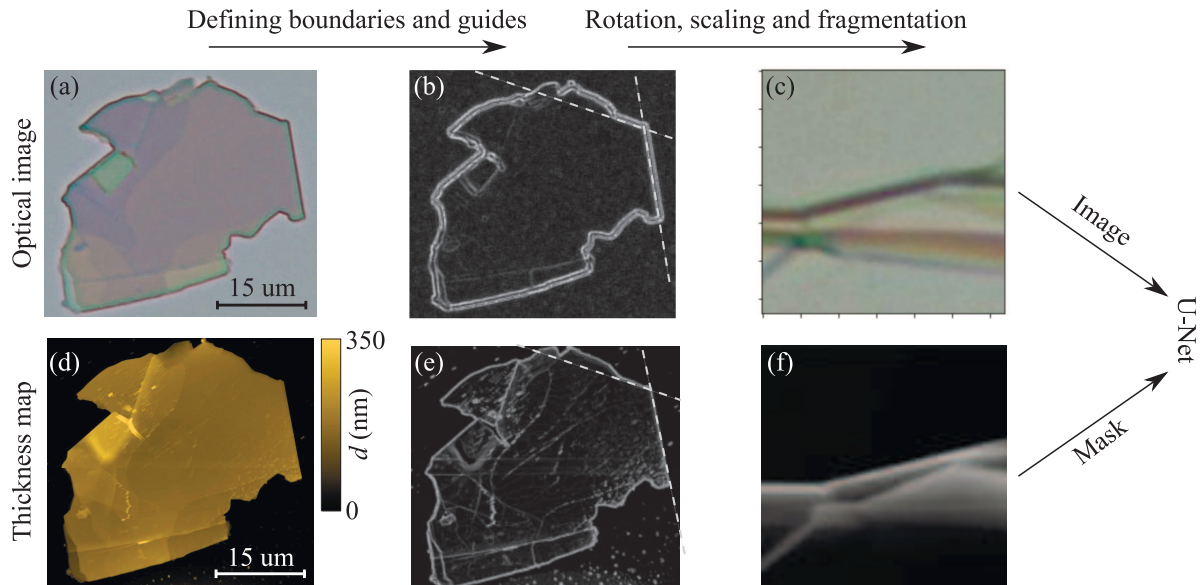 Defining boundaries and guides
Rotation, scaling and fragmentation
Optical image
(a)
15 um
(b)
(c)
Image
U-Net
Thickness map
(d)
350
d (nm)
0
15 um
(e)
(f)
Mask